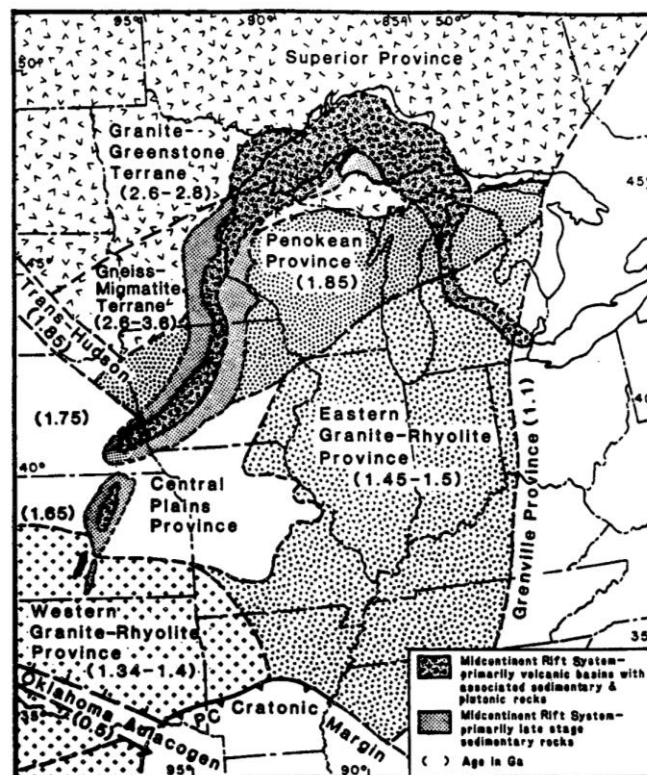 95°
90°
85°
50°
50°
Superior Province
Granite-
Greenstone
Terrane
(2.6-2.8)
45°
Penokean
Province
(1.85)
45°
Gneiss-
Migmatite
Terrane
(2.6-3.6)
Trans-Hudson
(1.85)
(1.75)
40°
Eastern
Granite-Rhyolite
Province
(1.45-1.5)
Grenville Province (1.1)
40°
Central
Plains
Province
(1.65)
Western
Granite-Rhyolite
Province
(1.34-1.4)
35°
Oklahoma Aulacogen
(0.5)
35°
PC Cratonic Margin
95°
90°
Midcontinent Rift System-
primarily volcanic basins with
associated sedimentary &
plutonic rocks
Midcontinent Rift System-
primarily late stage
sedimentary rocks
( ) Age in Ga